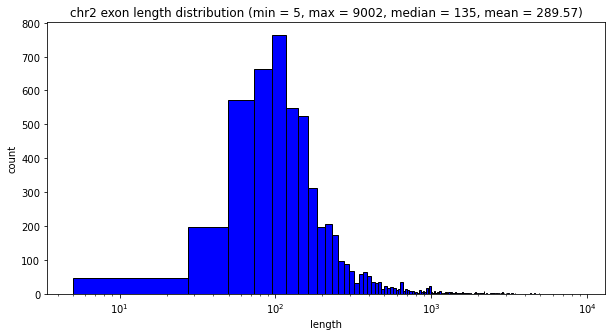 chr2 exon length distribution (min = 5, max = 9002, median = 135, mean = 289.57)
800
700
600
500
400
300
200
100
0
count
10¹ 10² 10³ 10⁴
length